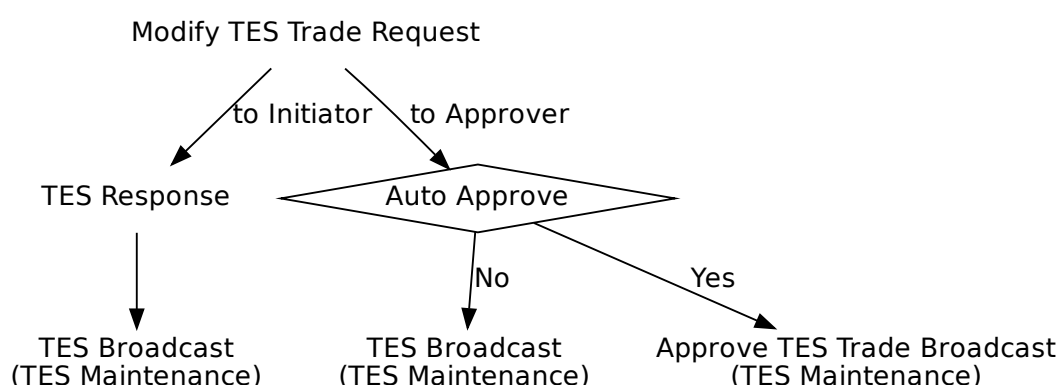 Modify TES Trade Request
to Initiator
to Approver
TES Response
Auto Approve
No
Yes
TES Broadcast
(TES Maintenance)
TES Broadcast
(TES Maintenance)
Approve TES Trade Broadcast
(TES Maintenance)